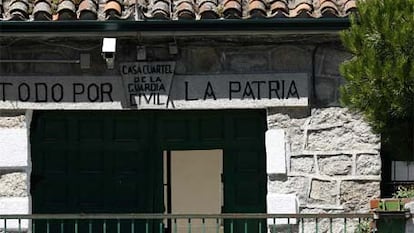 CASA CUARTEL
DE LA
GUARDIA
CIVIL
TODO POR LA PATRIA